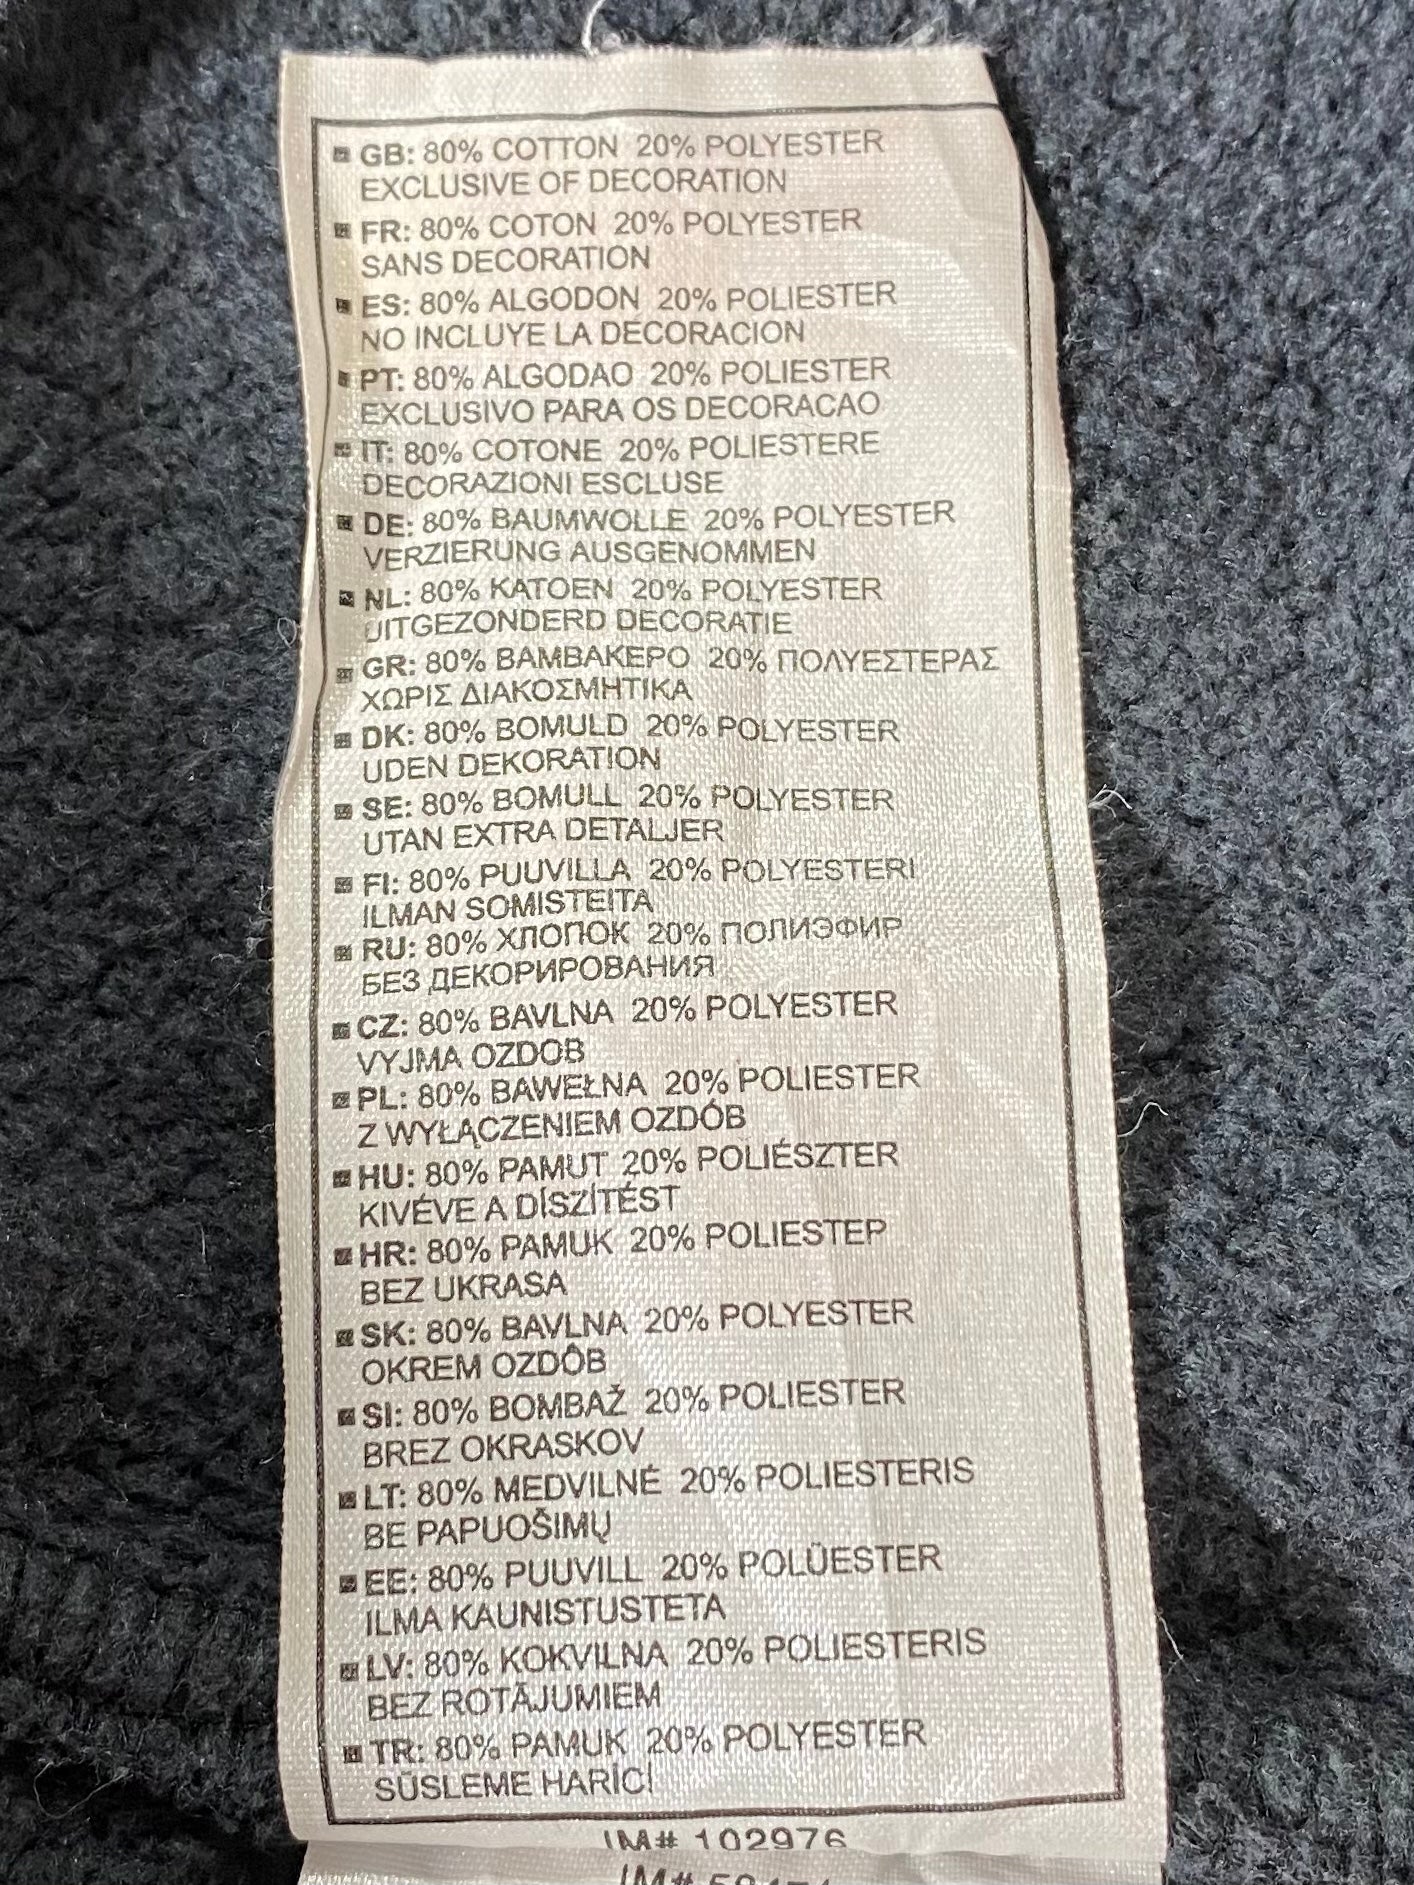 GB: 80% COTTON 20% POLYESTER
EXCLUSIVE OF DECORATION
FR: 80% COTON 20% POLYESTER
SANS DECORATION
ES: 80% ALGODON 20% POLIESTER
NO INCLUYE LA DECORACION
PT: 80% ALGODAO 20% POLIESTER
EXCLUSIVO PARA OS DECORACAO
IT: 80% COTONE 20% POLIESTERE
DECORAZIONI ESCLUSE
DE: 80% BAUMWOLLE 20% POLYESTER
VERZIERUNG AUSGENOMMEN
NL: 80% KATOEN 20% POLYESTER
UITGEZONDERD DECORATIE
GR: 80% ΒΑΜΒΑΚΕΡΟ 20% ΠΟΛΥΕΣΤΕΡΑΣ
ΧΩΡΙΣ ΔΙΑΚΟΣΜΗΤΙΚΑ
DK: 80% BOMULD 20% POLYESTER
UDEN DEKORATION
SE: 80% BOMULL 20% POLYESTER
UTAN EXTRA DETALJER
FI: 80% PUUVILLA 20% POLYESTERI
ILMAN SOMISTEITA
RU: 80% ХЛОПОК 20% ПОЛИЭФИР
БЕЗ ДЕКОРИРОВАНИЯ
CZ: 80% BAVLNA 20% POLYESTER
VYJMA OZDOB
PL: 80% BAWEŁNA 20% POLIESTER
Z WYŁĄCZENIEM OZDÓB
HU: 80% PAMUT 20% POLIÉSZTER
KIVÉVE A DÍSZÍTÉST
HR: 80% PAMUK 20% POLIESTEP
BEZ UKRASA
SK: 80% BAVLNA 20% POLYESTER
OKREM OZDÔB
SI: 80% BOMBAŽ 20% POLIESTER
BREZ OKRASKOV
LT: 80% MEDVILNĖ 20% POLIESTERIS
BE PAPUOŠIMŲ
EE: 80% PUUVILL 20% POLÜESTER
ILMA KAUNISTUSTETA
LV: 80% KOKVILNA 20% POLIESTERIS
BEZ ROTĀJUMIEM
TR: 80% PAMUK 20% POLYESTER
SÜSLEME HARİCİ
IM# 102976
IM#